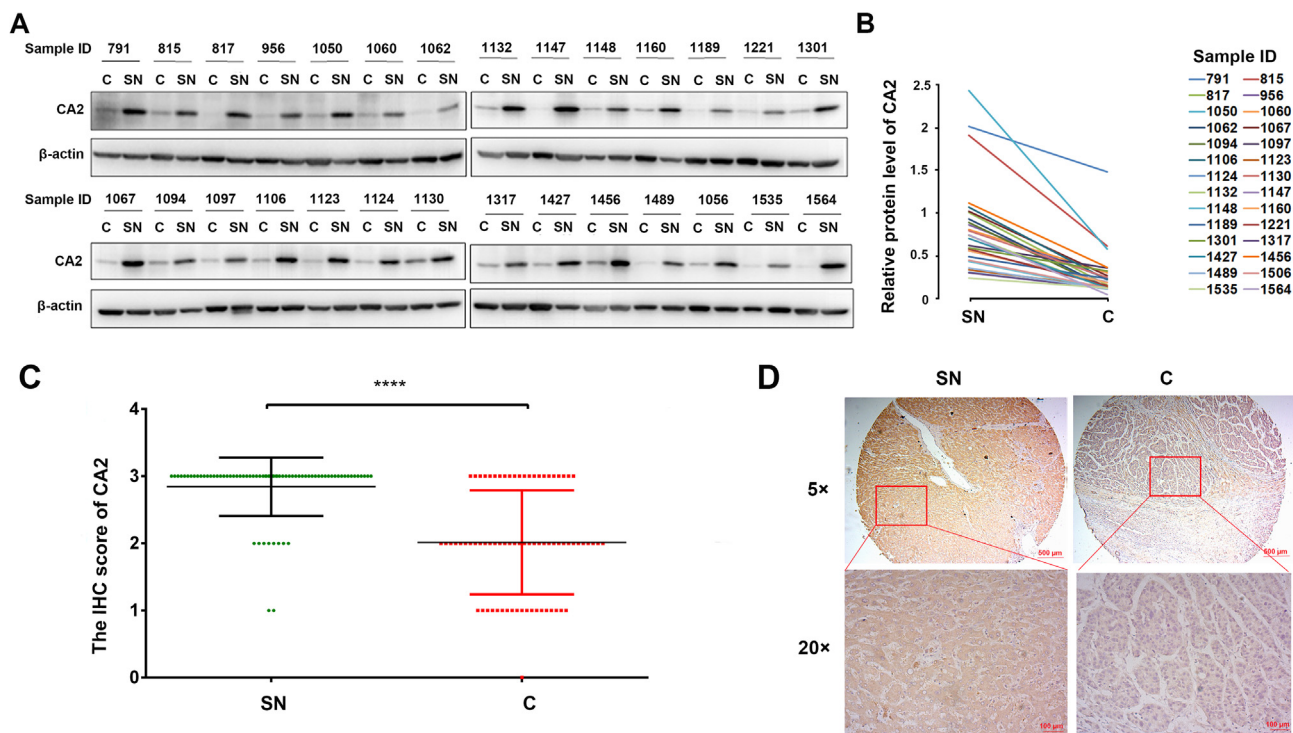 A
Sample ID 791 815 817 956 1050 1060 1062 1132 1147 1148 1160 1189 1221 1301
C SN C SN C SN C SN C SN C SN C SN C SN C SN C SN C SN C SN C SN C SN
CA2
β-actin
Sample ID 1067 1094 1097 1106 1123 1124 1130 1317 1427 1456 1489 1056 1535 1564
C SN C SN C SN C SN C SN C SN C SN C SN C SN C SN C SN C SN C SN C SN
CA2
β-actin
B
Relative protein level of CA2
2.5
2
1.5
1
0.5
0
SN C
Sample ID
791 815
817 956
1050 1060
1062 1067
1094 1097
1106 1123
1124 1130
1132 1147
1148 1160
1189 1221
1301 1317
1427 1456
1489 1506
1535 1564
C
The IHC score of CA2
4
3
2
1
0
****
SN C
D
SN C
5×
500 μm 500 μm
20×
100 μm 100 μm